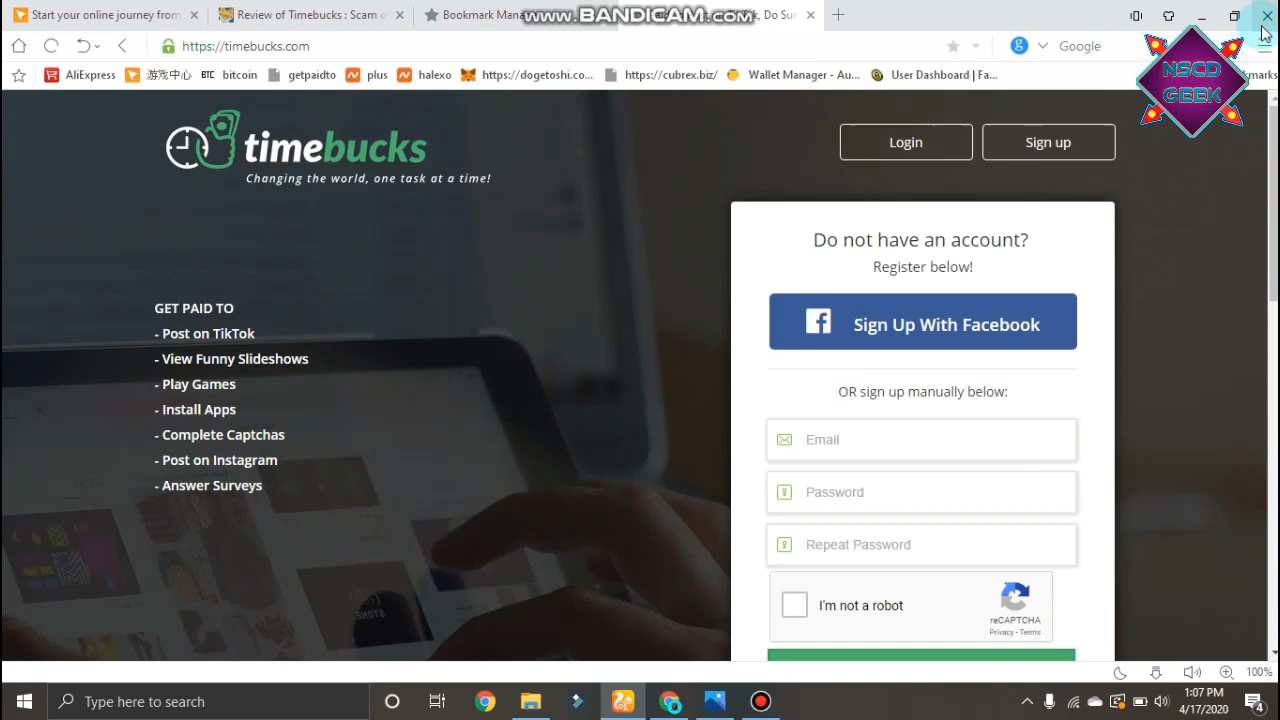 Start your online journey from
Review of Timebucks : Scam o
Bookmark Mana
www.BANDICAM.com
k, Do Sur
https://timebucks.com
Google
AliExpress
游戏中心
BTC bitcoin
getpaidto
plus
halexo
https://dogetoshi.co...
https://cubrex.biz/
Wallet Manager - Au...
User Dashboard | Fa...
NSCD
GEEK
timebucks
Changing the world, one task at a time!
Login
Sign up
Do not have an account?
Register below!
Sign Up With Facebook
GET PAID TO
- Post on TikTok
- View Funny Slideshows
- Play Games
- Install Apps
- Complete Captchas
- Post on Instagram
- Answer Surveys
OR sign up manually below:
Email
Password
Repeat Password
I'm not a robot
reCAPTCHA
Privacy - Terms
100%
Type here to search
1:07 PM
4/17/2020
4